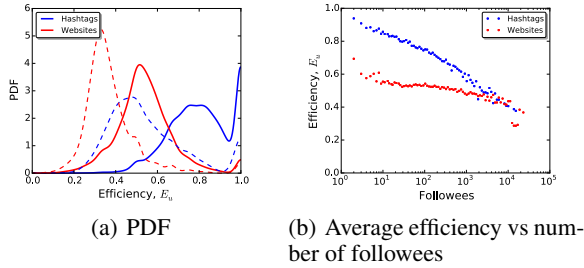 Hashtags
Websites
PDF
0
1
2
3
4
5
6
0.0
0.2
0.4
0.6
0.8
1.0
Efficiency, E_u
(a) PDF
Hashtags
Websites
Efficiency, E_u
1.0
0.8
0.6
0.4
0.2
0.0
10^0
10^1
10^2
10^3
10^4
10^5
Followees
(b) Average efficiency vs num-
ber of followees